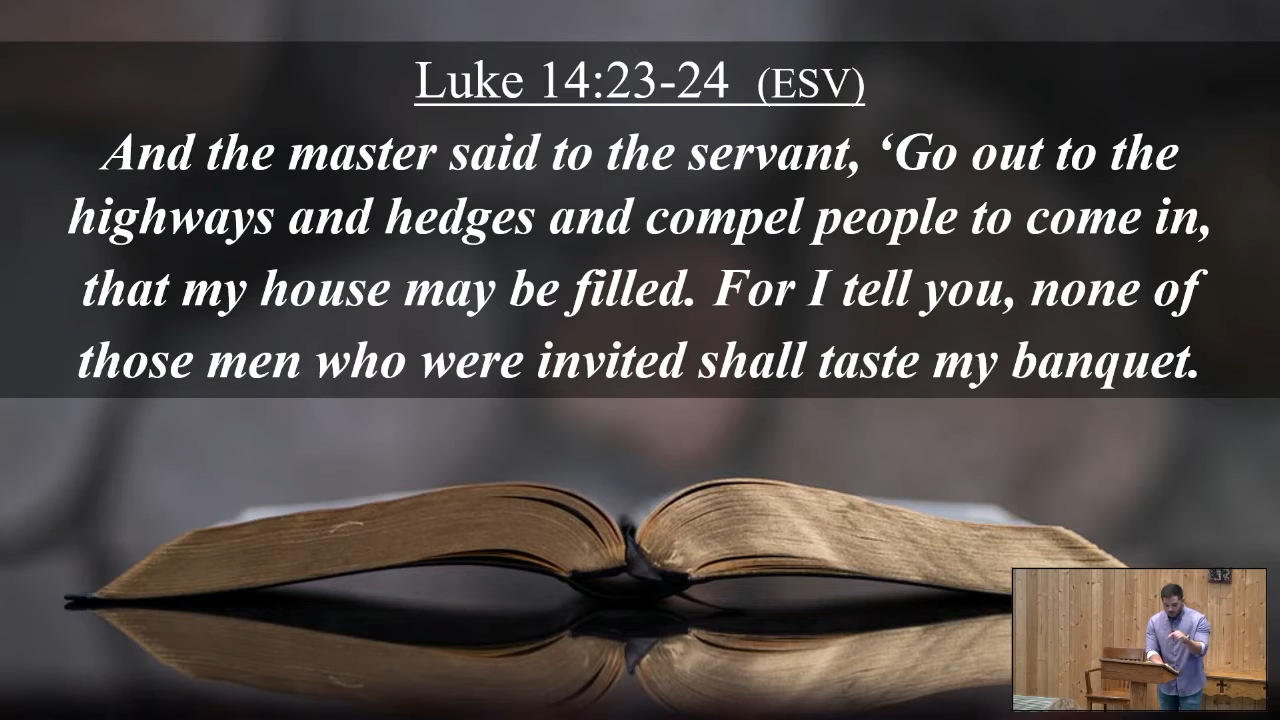 Luke 14:23-24 (ESV)
And the master said to the servant, ‘Go out to the
highways and hedges and compel people to come in,
that my house may be filled. For I tell you, none of
those men who were invited shall taste my banquet.